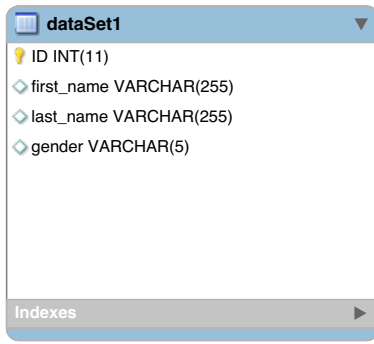 dataSet1
ID INT(11)
first_name VARCHAR(255)
last_name VARCHAR(255)
gender VARCHAR(5)
Indexes